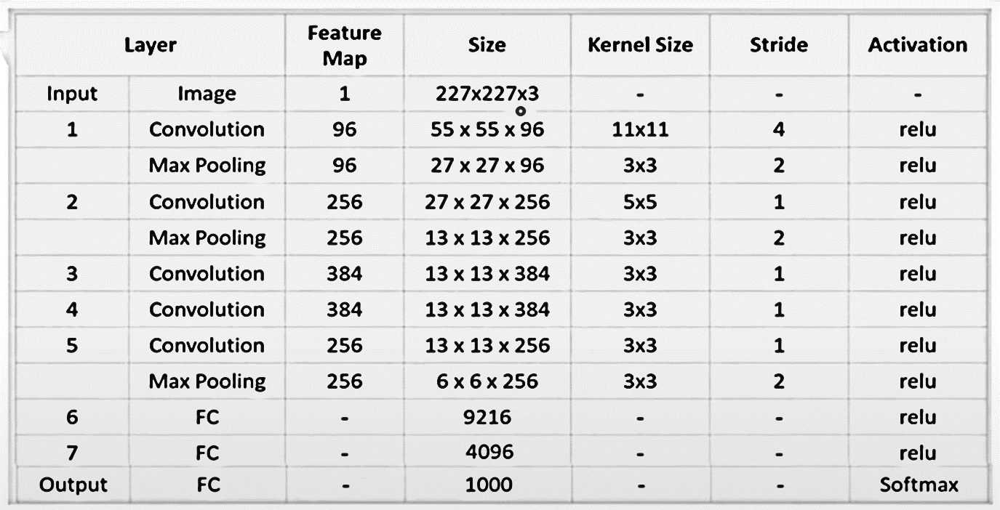 Layer Feature Map Size Kernel Size Stride Activation
Input Image 1 227x227x3 - - -
1 Convolution 96 55 x 55 x 96 11x11 4 relu
Max Pooling 96 27 x 27 x 96 3x3 2 relu
2 Convolution 256 27 x 27 x 256 5x5 1 relu
Max Pooling 256 13 x 13 x 256 3x3 2 relu
3 Convolution 384 13 x 13 x 384 3x3 1 relu
4 Convolution 384 13 x 13 x 384 3x3 1 relu
5 Convolution 256 13 x 13 x 256 3x3 1 relu
Max Pooling 256 6 x 6 x 256 3x3 2 relu
6 FC - 9216 - - relu
7 FC - 4096 - - relu
Output FC - 1000 - - Softmax